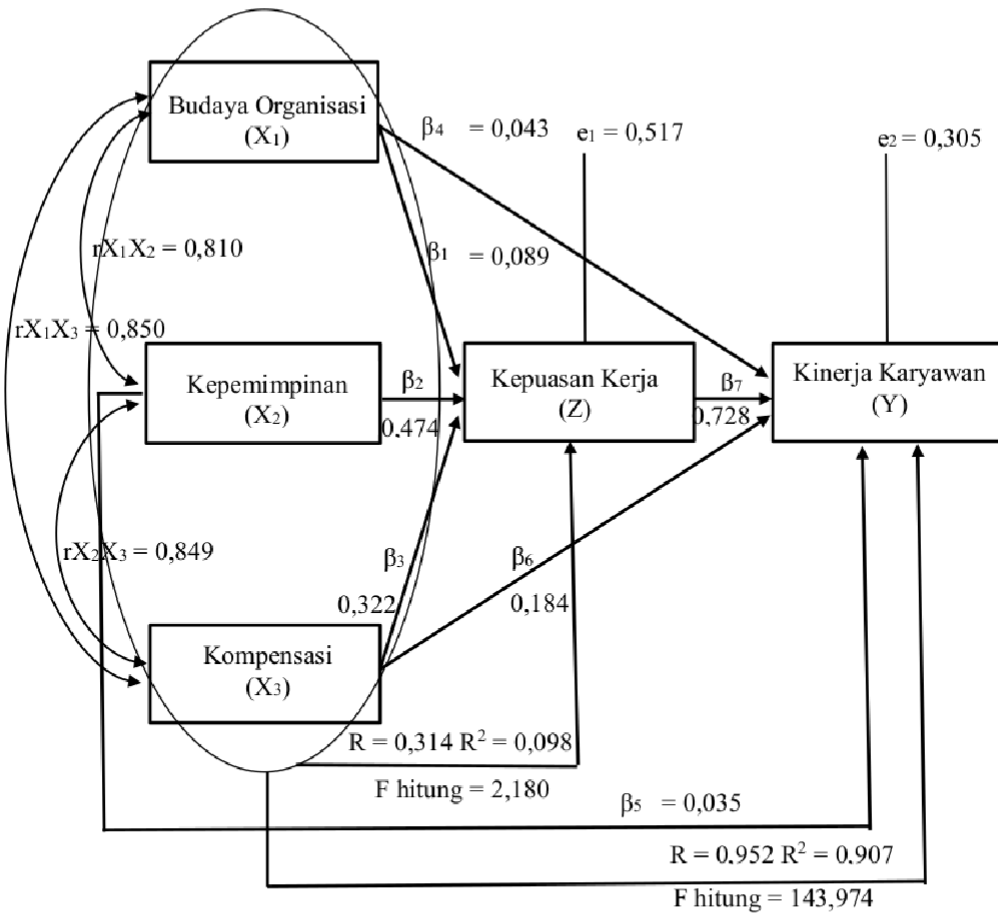 Budaya Organisasi
(X₁)
β₄ = 0,043
e₁ = 0,517
e₂ = 0,305
rX₁X₂ = 0,810
β₁ = 0,089
rX₁X₃ = 0,850
Kepemimpinan
(X₂)
β₂
0,474
Kepuasan Kerja
(Z)
β₇
0,728
Kinerja Karyawan
(Y)
rX₂X₃ = 0,849
β₃
0,322
β₆
0,184
Kompensasi
(X₃)
R = 0,314 R² = 0,098
F hitung = 2,180
β₅ = 0,035
R = 0,952 R² = 0,907
F hitung = 143,974